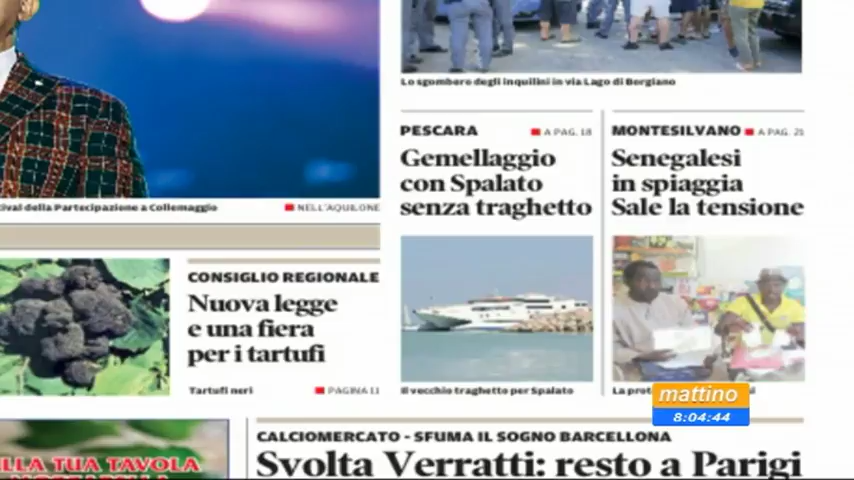 Lo sgombero degli inquilini in via Lago di Borgiano
PESCARA
A PAG. 18
Gemellaggio
con Spalato
senza traghetto
MONTESILVANO
A PAG. 21
Senegalesi
in spiaggia
Sale la tensione
tival della Partecipazione a Collemaggio
NELL'AQUILONE
CONSIGLIO REGIONALE
Nuova legge
e una fiera
per i tartufi
Tartufi neri
PAGINA 11
Il vecchio traghetto per Spalato
La prot
mattino
8:04:44
CALCIOMERCATO - SFUMA IL SOGNO BARCELLONA
Svolta Verratti: resto a Parigi
LLA TUA TAVOLA